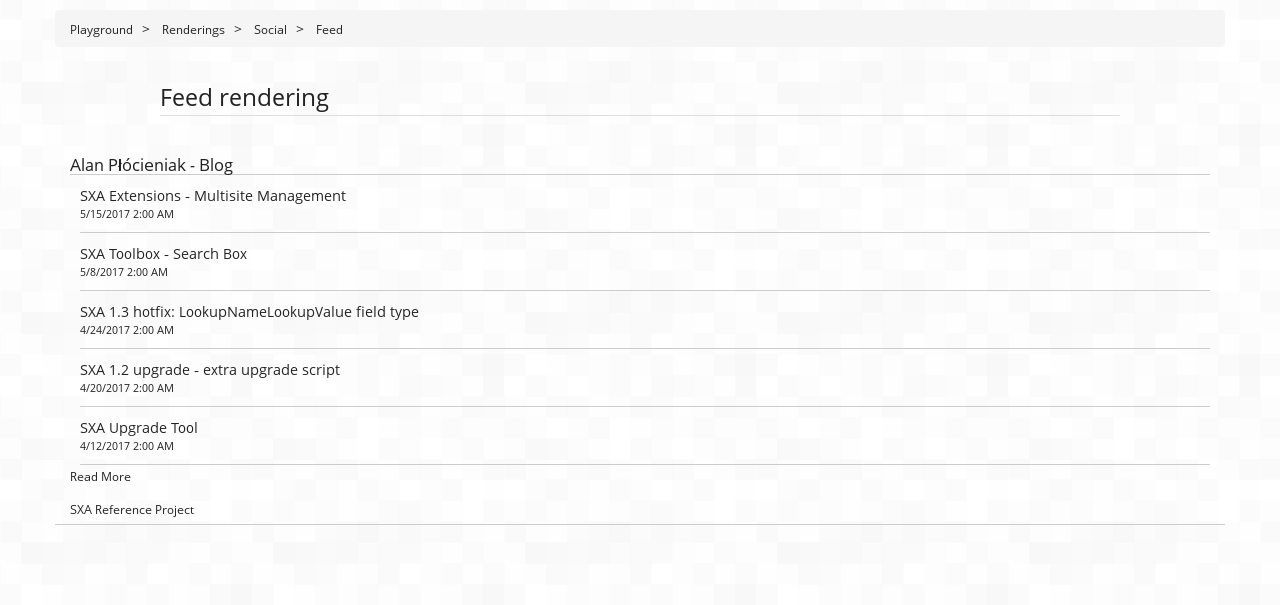 Playground > Renderings > Social > Feed
Feed rendering
Alan Płócieniak - Blog
SXA Extensions - Multisite Management
5/15/2017 2:00 AM
SXA Toolbox - Search Box
5/8/2017 2:00 AM
SXA 1.3 hotfix: LookupNameLookupValue field type
4/24/2017 2:00 AM
SXA 1.2 upgrade - extra upgrade script
4/20/2017 2:00 AM
SXA Upgrade Tool
4/12/2017 2:00 AM
Read More
SXA Reference Project